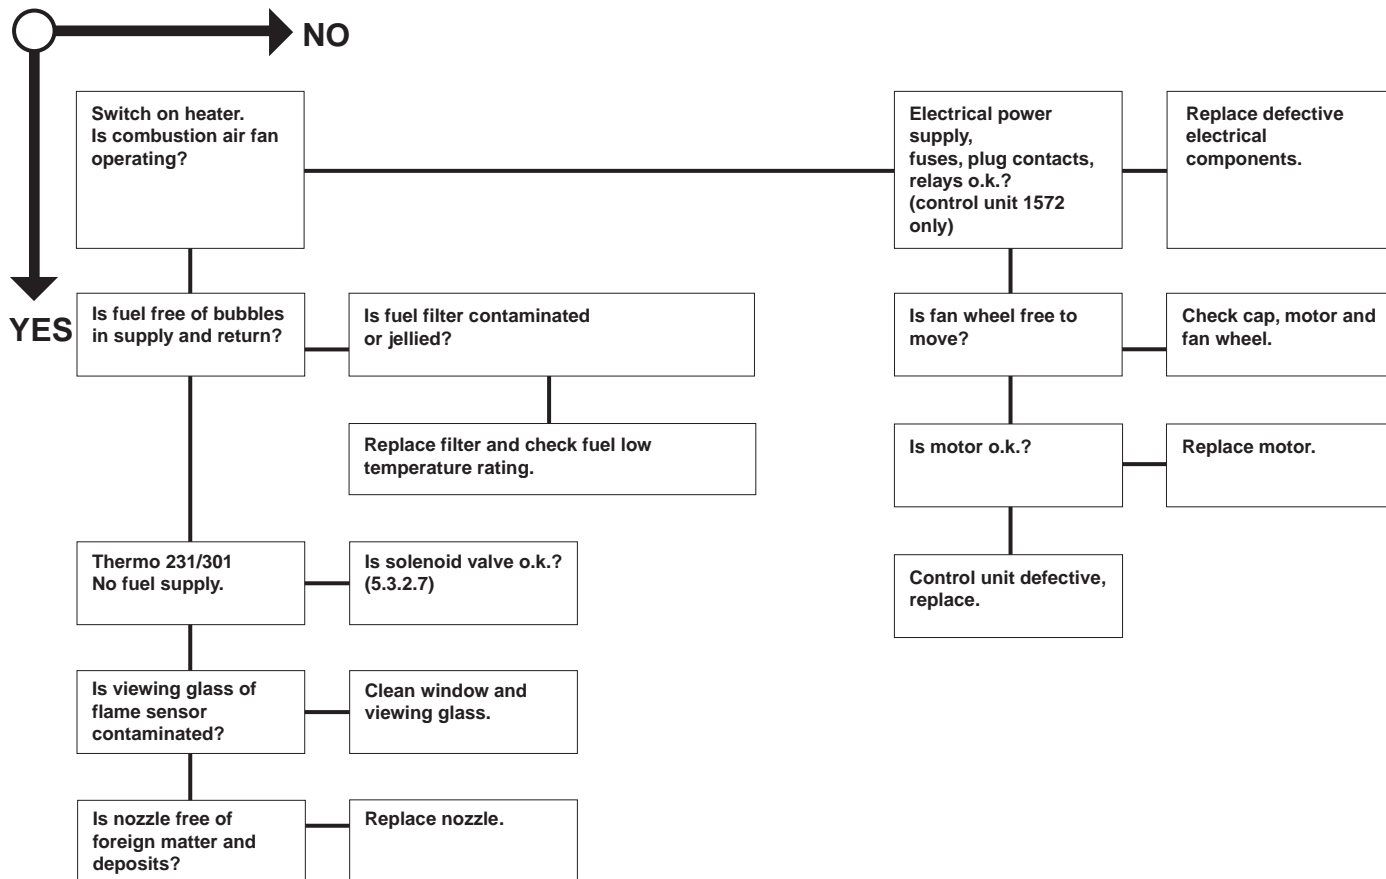 NO
YES
Switch on heater.
Is combustion air fan
operating?
Electrical power
supply,
fuses, plug contacts,
relays o.k.?
(control unit 1572
only)
Replace defective
electrical
components.
Is fuel free of bubbles
in supply and return?
Is fuel filter contaminated
or jellied?
Is fan wheel free to
move?
Check cap, motor and
fan wheel.
Replace filter and check fuel low
temperature rating.
Is motor o.k.?
Replace motor.
Thermo 231/301
No fuel supply.
Is solenoid valve o.k.?
(5.3.2.7)
Control unit defective,
replace.
Is viewing glass of
flame sensor
contaminated?
Clean window and
viewing glass.
Is nozzle free of
foreign matter and
deposits?
Replace nozzle.